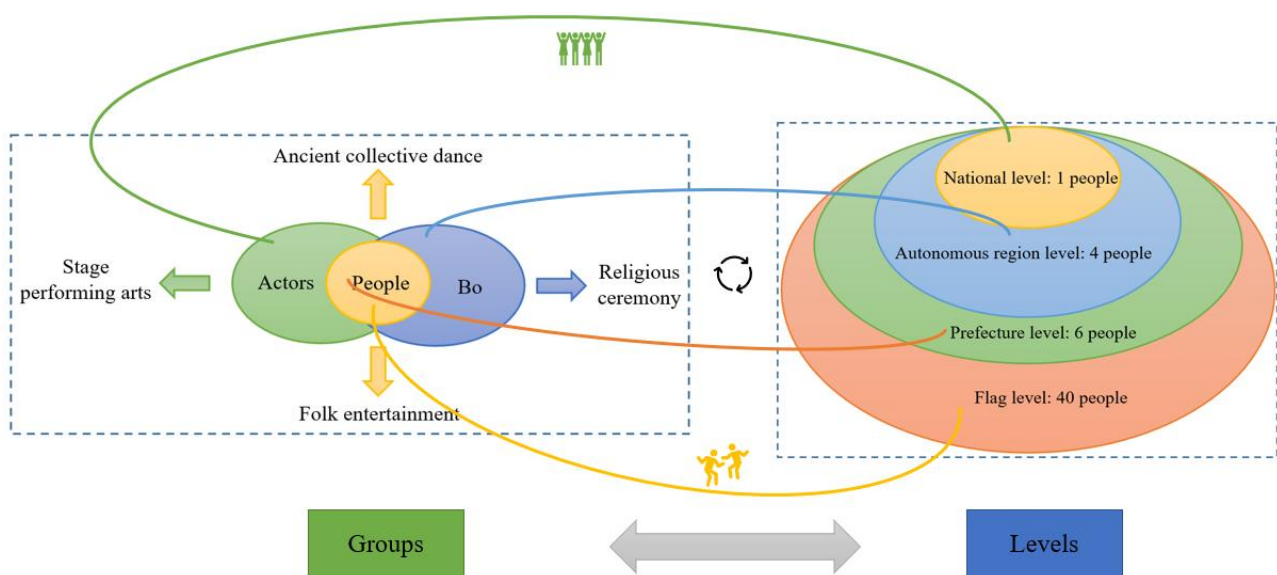 Ancient collective dance
Stage
performing arts
Actors
People
Bo
Religious
ceremony
Folk entertainment
National level: 1 people
Autonomous region level: 4 people
Prefecture level: 6 people
Flag level: 40 people
Groups
Levels